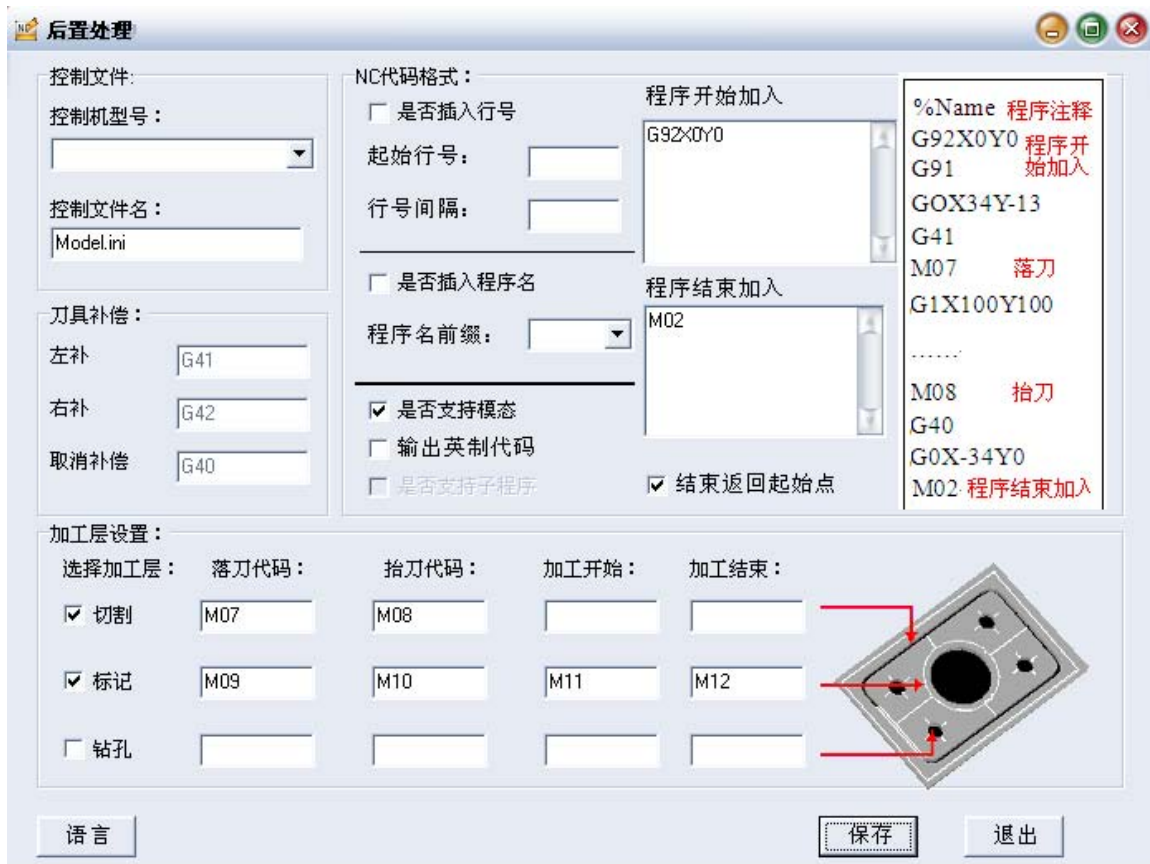 后置处理
控制文件:
控制机型号：
控制文件名：
Model.ini
刀具补偿：
左补 G41
右补 G42
取消补偿 G40
NC代码格式：
是否插入行号
起始行号：
行号间隔：
是否插入程序名
程序名前缀：
是否支持模态
输出英制代码
是否支持子程序
程序开始加入
G92X0Y0
程序结束加入
M02
结束返回起始点
%Name 程序注释
G92X0Y0 程序开
G91 始加入
GOX34Y-13
G41
M07 落刀
G1X100Y100
......
M08 抬刀
G40
G0X-34Y0
M02 程序结束加入
加工层设置：
选择加工层： 落刀代码： 抬刀代码： 加工开始： 加工结束：
切割 M07 M08
标记 M09 M10 M11 M12
钻孔
语言 保存 退出